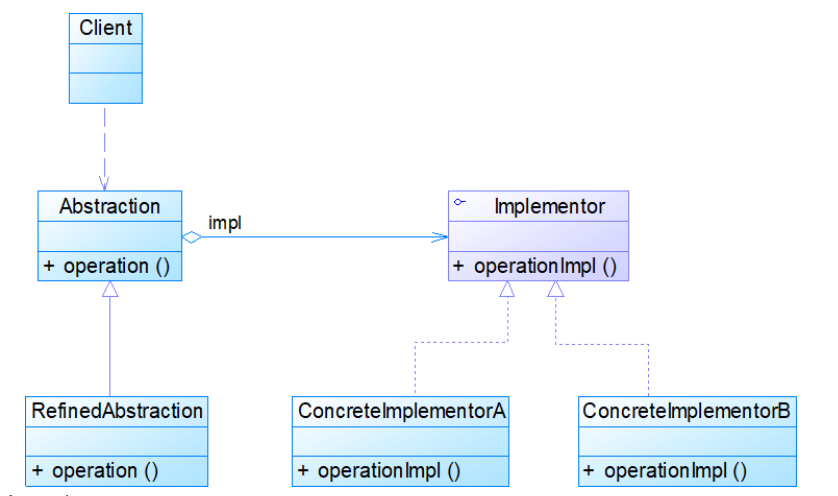 Client
Abstraction
+ operation ()
impl
Implementor
+ operationImpl ()
RefinedAbstraction
+ operation ()
ConcreteImplementorA
+ operationImpl ()
ConcreteImplementorB
+ operationImpl ()